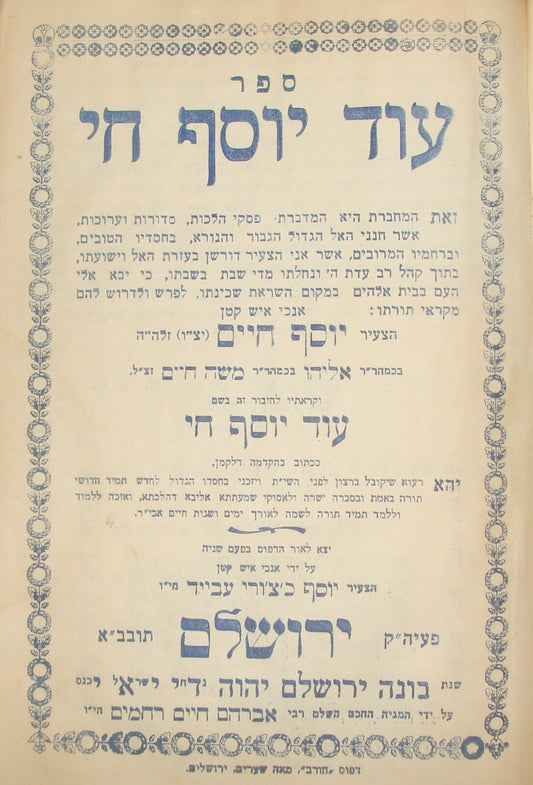 ספר
עוד יוסף חי
זאת המחברת היא המדברת פסקי הלכות, סדורות וערוכות,
אשר חנני האל הגדול הגבור והנורא, בחסדיו הטובים,
וברחמיו המרובים, אשר אני הצעיר דורשן בעזרת האל וישועתו,
בתוך קהל רב עדת ה' ונחלתו מדי שבת בשבתו, כי יבא אלי
העם בבית אלהים במקום השראת שכינתו, לפרש ולדרוש להם
מקראי תורתו: אנכי איש קטן
הצעיר יוסף חיים (יצ"ו) זלה"ה
בכמהר"ר אליהו בכמהר"ר משה חיים זצ"ל.
וקראתיו לחיבור זה בשם
עוד יוסף חי
ככתוב בהקדמה דלקמן,
יהא רעוא שיקובל ברצון לפני השי"ת ויזכני בחסדו הגדול לחדש תמיד חדושי
תורה באמת ובסברה ישרה ולאסוקי שמעתתא אליבא דהלכתא, ואזכה ללמוד
וללמד תמיד תורה לשמה לאורך ימים ושנות חיים אכי"ר.
יצא לאור הדפוס בפעם שניה
על ידי אנכי איש קטן
הצעיר יוסף כ'צ'ורי עבייד הי"ו
פעיה"ק ירושלם תובב"א
שנת בונה ירושלם יהוה נדחי ישראל יכנס
על ידי המגיה החכם השלם רבי אברהם חיים רחמים הי"ו
דפוס "חורב", מאה שערים, ירושלים.